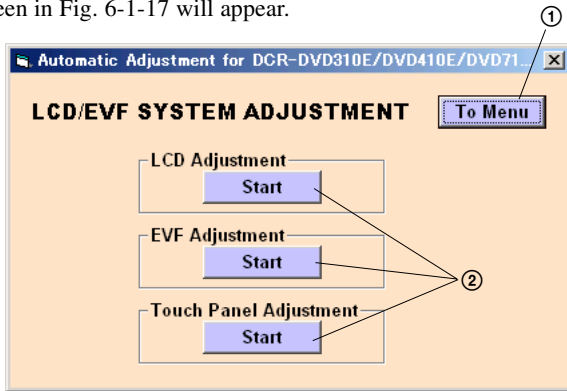 een in Fig. 6-1-17 will appear.
①
Automatic Adjustment for DCR-DVD310E/DVD410E/DVD71...
LCD/EVF SYSTEM ADJUSTMENT
To Menu
LCD Adjustment
Start
EVF Adjustment
Start
②
Touch Panel Adjustment
Start